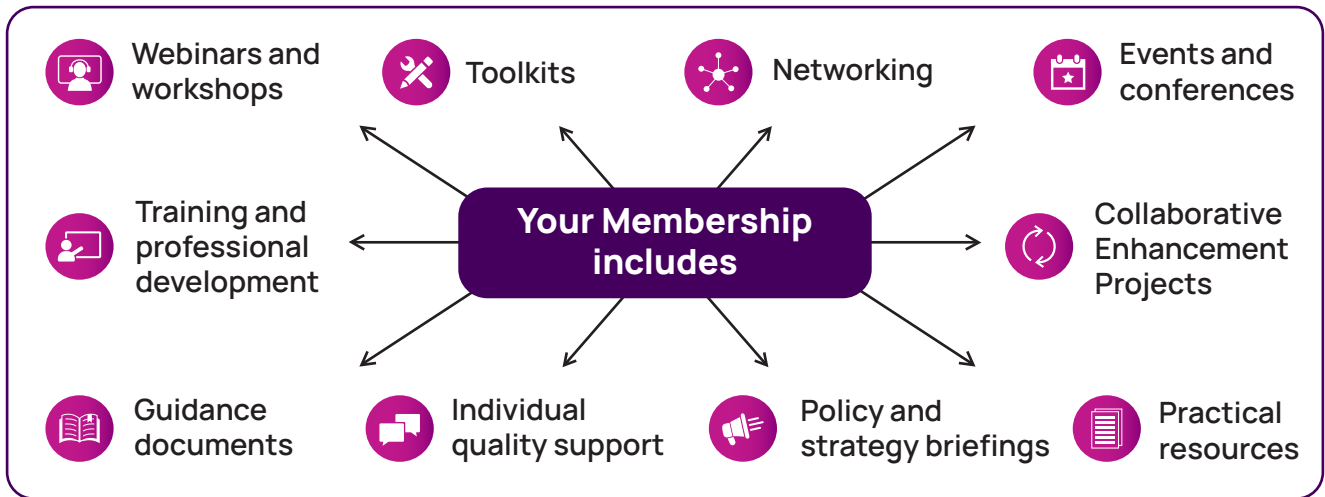 Webinars and
workshops
Toolkits
Networking
Events and
conferences
Training and
professional
development
Your Membership
includes
Collaborative
Enhancement
Projects
Guidance
documents
Individual
quality support
Policy and
strategy briefings
Practical
resources